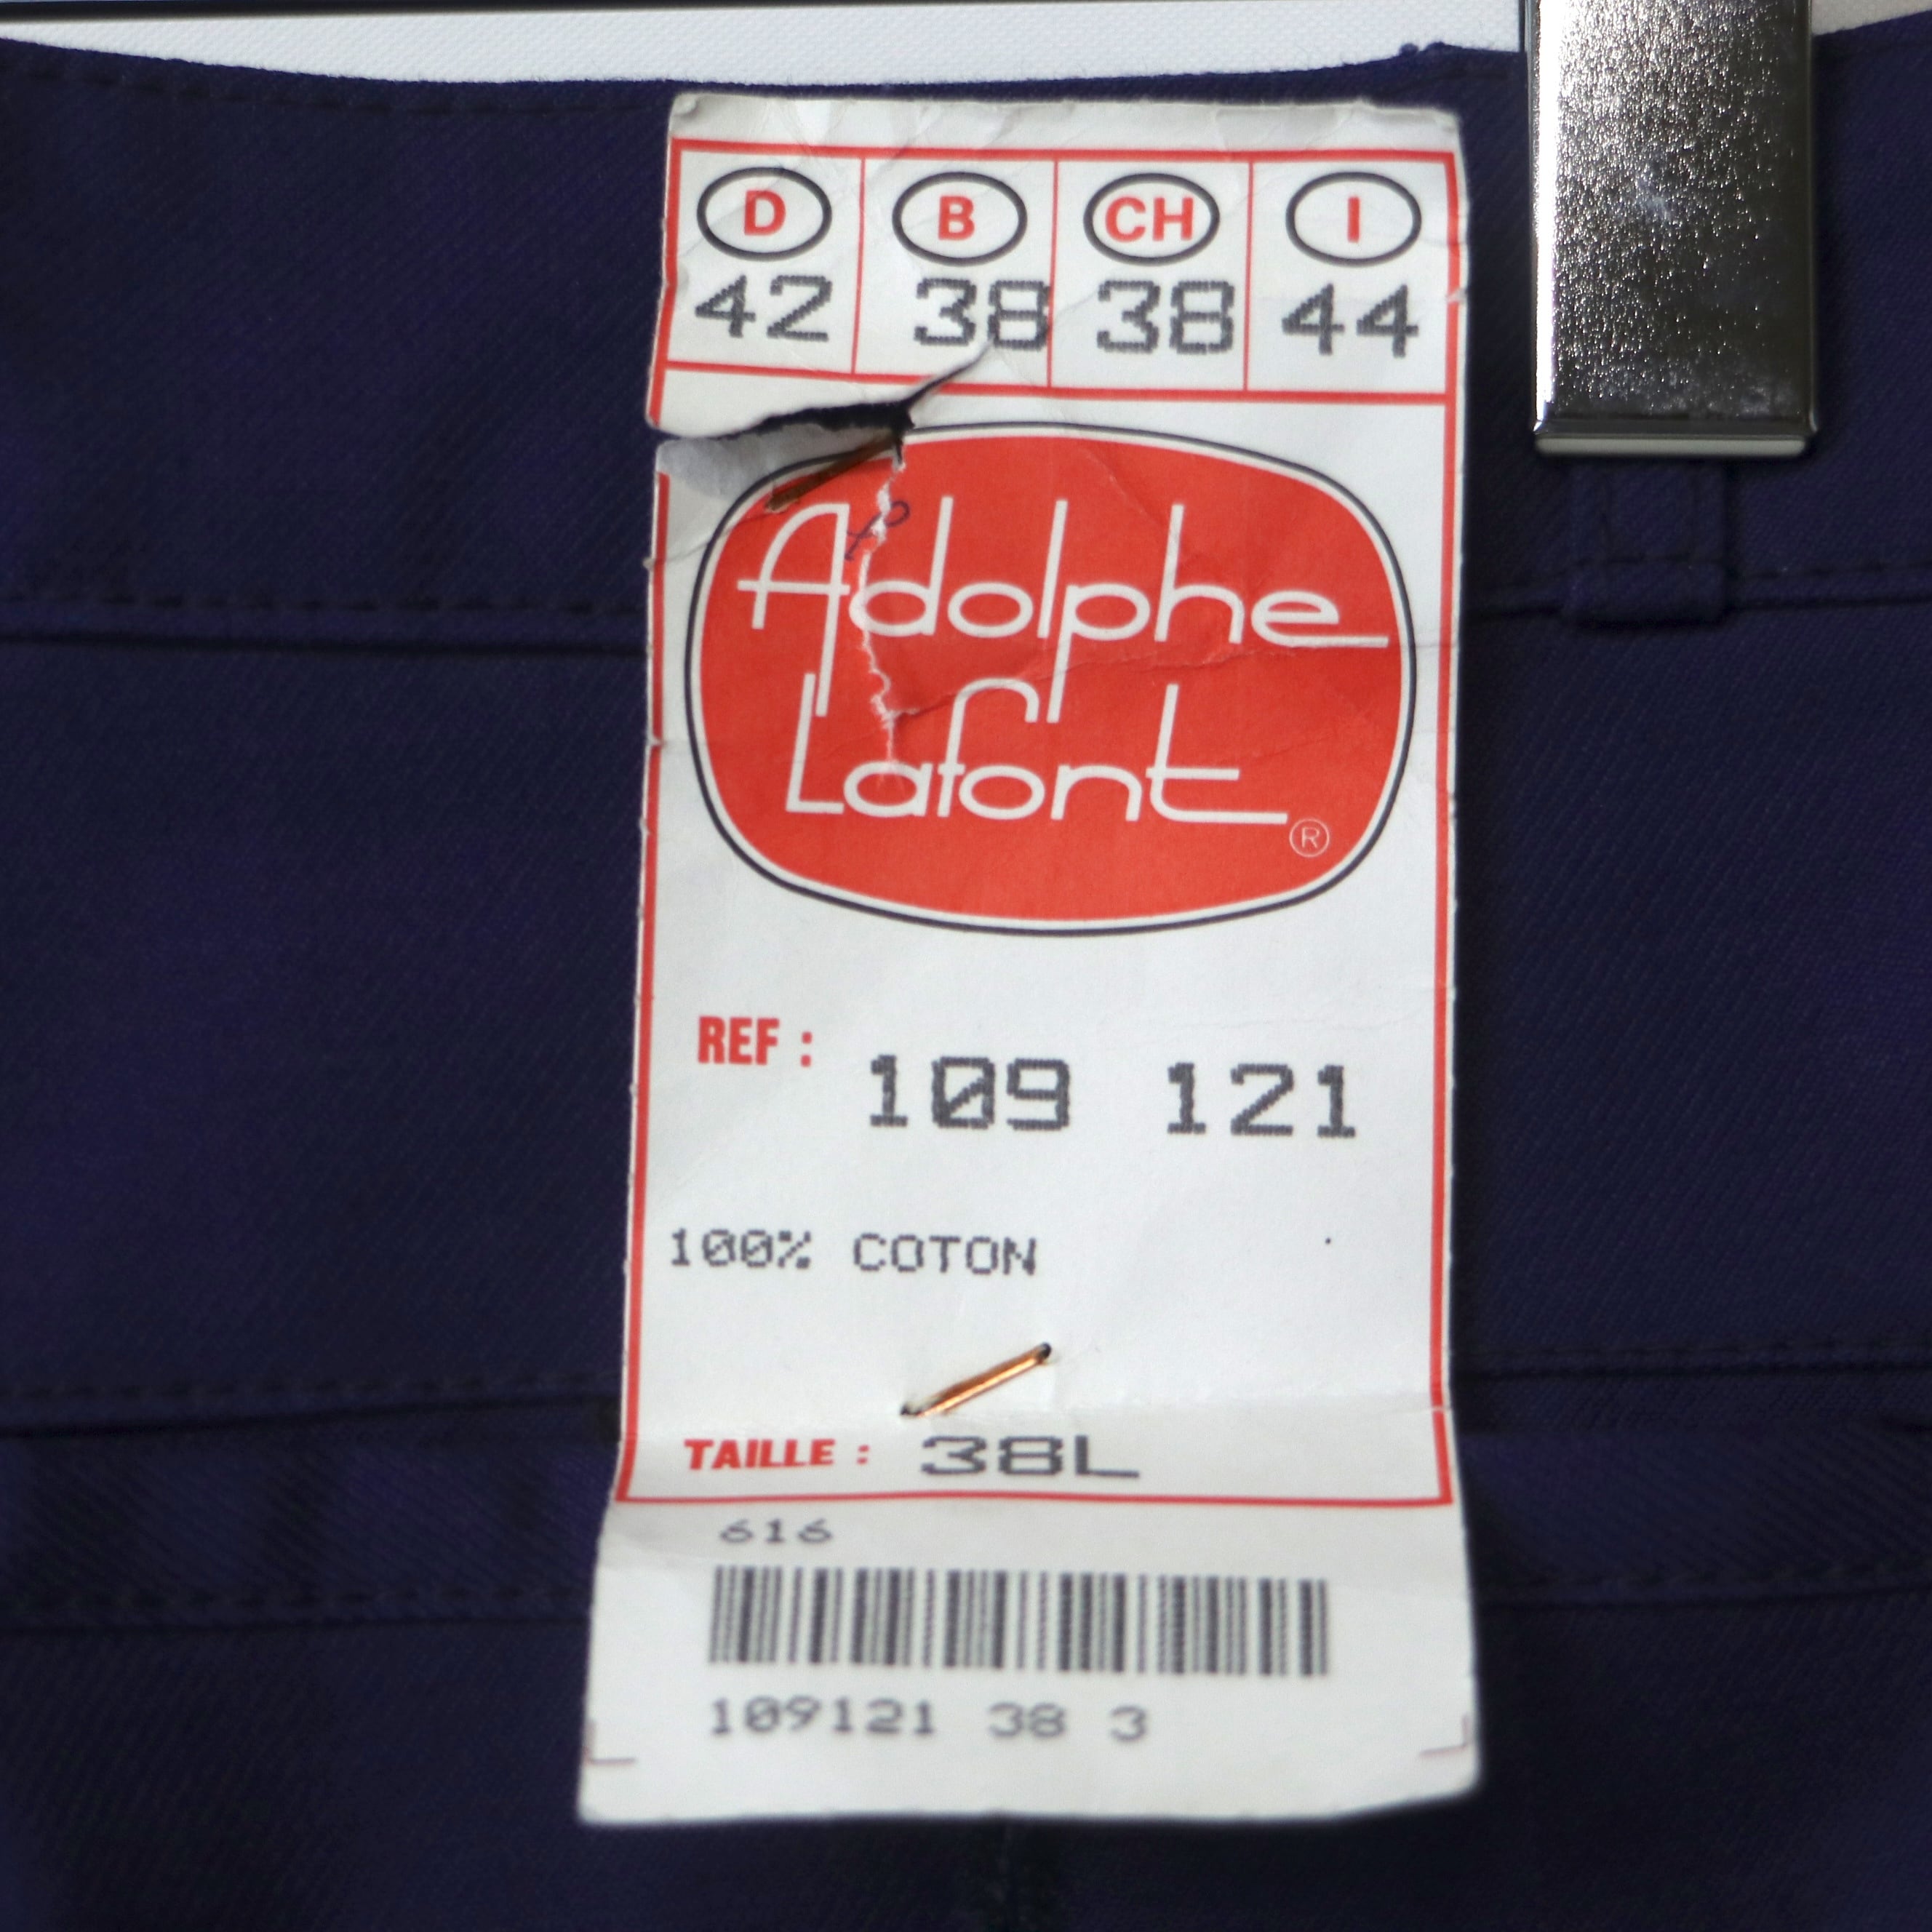 D B CH I
42 38 38 44
Adolphe
Lafont
®
REF : 109 121
100% COTON
TAILLE : 38L
616
109121 38 3